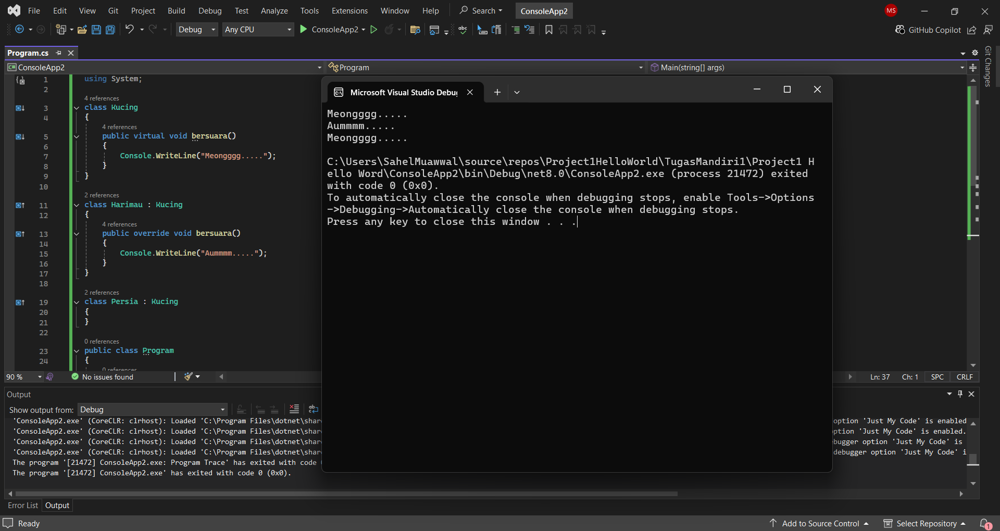 File Edit View Git Project Build Debug Test Analyze Tools Extensions Window Help Search ConsoleApp2 MS
Debug Any CPU ConsoleApp2 abc GitHub Copilot
Program.cs
C# ConsoleApp2 Program Main(string[] args)
Git Changes
1 using System;
2
4 references
3 class Kucing
4 {
4 references
5 public virtual void bersuara()
6 {
7 Console.WriteLine("Meongggg.....");
8 }
9 }
10
2 references
11 class Harimau : Kucing
12 {
4 references
13 public override void bersuara()
14 {
15 Console.WriteLine("Aummmm.....");
16 }
17 }
18
2 references
19 class Persia : Kucing
20 {
21 }
22
0 references
23 public class Program
24 {
0 references
Microsoft Visual Studio Debug
Meongggg.....
Aummmm.....
Meongggg.....
C:\Users\SahelMuawwal\source\repos\Project1HelloWorld\TugasMandiri1\Project1 H
ello Word\ConsoleApp2\bin\Debug\net8.0\ConsoleApp2.exe (process 21472) exited
with code 0 (0x0).
To automatically close the console when debugging stops, enable Tools->Options
->Debugging->Automatically close the console when debugging stops.
Press any key to close this window . . .
90 % No issues found Ln: 37 Ch: 1 SPC CRLF
Output
Show output from: Debug
'ConsoleApp2.exe' (CoreCLR: clrhost): Loaded 'C:\Program Files\dotnet\shar option 'Just My Code' is enabled
'ConsoleApp2.exe' (CoreCLR: clrhost): Loaded 'C:\Program Files\dotnet\shar ption 'Just My Code' is enabled.
'ConsoleApp2.exe' (CoreCLR: clrhost): Loaded 'C:\Program Files\dotnet\shar ebugger option 'Just My Code' is
'ConsoleApp2.exe' (CoreCLR: clrhost): Loaded 'C:\Program Files\dotnet\shar debugger option 'Just My Code' i
The program '[21472] ConsoleApp2.exe: Program Trace' has exited with code
The program '[21472] ConsoleApp2.exe' has exited with code 0 (0x0).
Error List Output
Ready Add to Source Control Select Repository 1